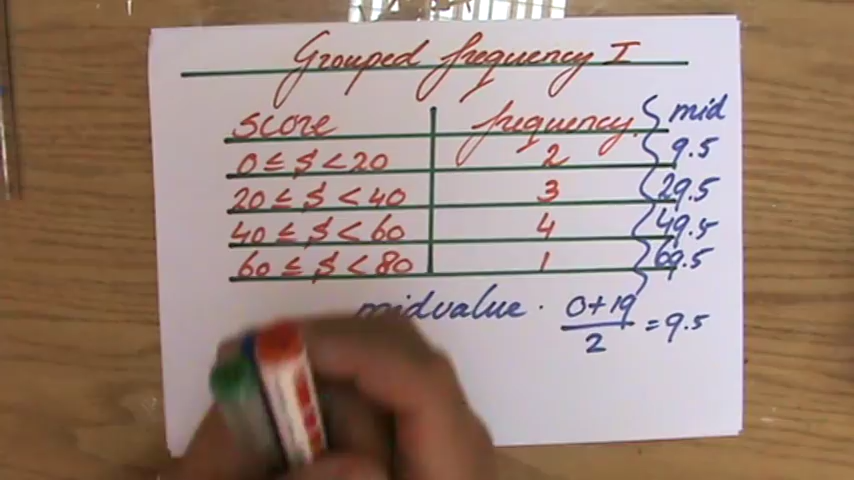 Grouped frequency I
score frequency mid
0 ≤ s < 20 2 9.5
20 ≤ s < 40 3 29.5
40 ≤ s < 60 4 49.5
60 ≤ s < 80 1 69.5
midvalue · 0+19 / 2 = 9.5